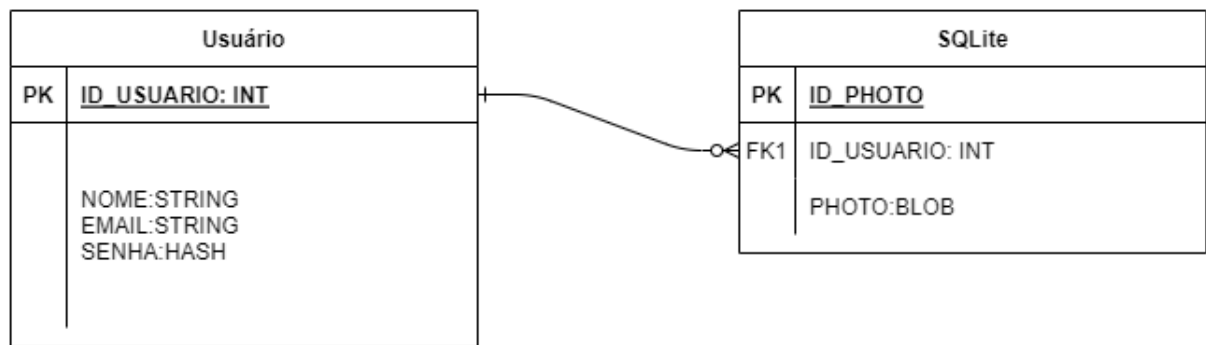 Usuário
PK ID_USUARIO: INT
NOME:STRING
EMAIL:STRING
SENHA:HASH
SQLite
PK ID_PHOTO
FK1 ID_USUARIO: INT
PHOTO:BLOB